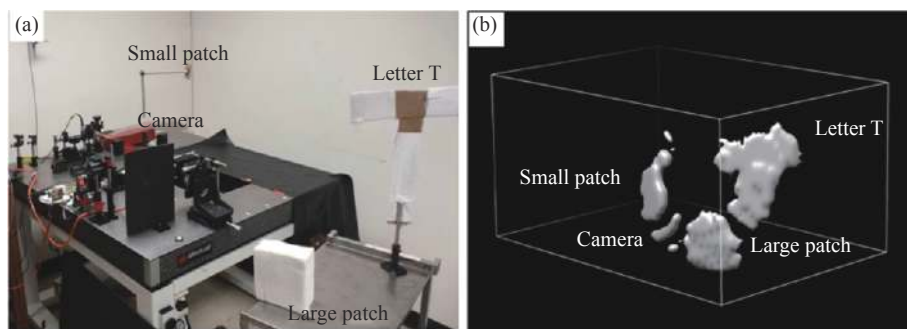 (a)
Small patch
Letter T
Camera
Large patch
(b)
Letter T
Small patch
Camera
Large patch